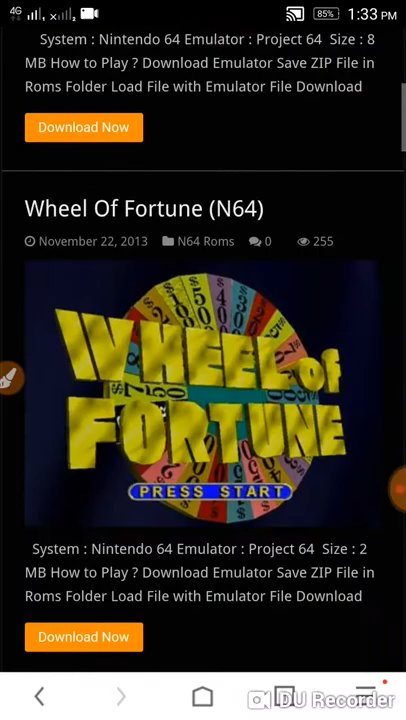 4G 85% 1:33 PM
System : Nintendo 64 Emulator : Project 64 Size : 8
MB How to Play ? Download Emulator Save ZIP File in
Roms Folder Load File with Emulator File Download
Download Now
Wheel Of Fortune (N64)
November 22, 2013 N64 Roms 0 255
WHEEL of
FORTUNE
PRESS START
System : Nintendo 64 Emulator : Project 64 Size : 2
MB How to Play ? Download Emulator Save ZIP File in
Roms Folder Load File with Emulator File Download
Download Now
DU Recorder